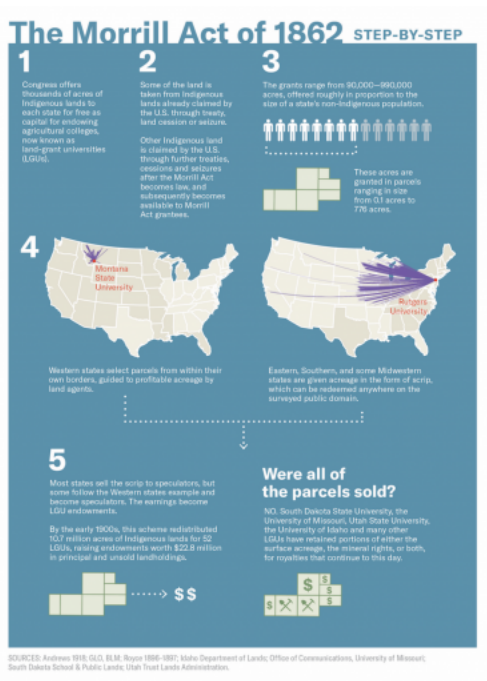 The Morrill Act of 1862 STEP-BY-STEP
1
Congress offers
thousands of acres of
Indigenous lands to
each state for free as
capital for endowing
agricultural colleges,
now known as
land-grant universities
(LGUs).
2
Some of the land is
taken from Indigenous
lands already claimed by
the U.S. through treaty,
land cession or seizure.
Other Indigenous land
is claimed by the U.S.
through further treaties,
cessions and seizures
after the Morrill Act
becomes law, and
subsequently becomes
available to Morrill
Act grantees.
3
The grants range from 90,000—990,000
acres, offered roughly in proportion to the
size of a state's non-Indigenous population.
These acres are
granted in parcels
ranging in size
from 0.1 acres to
776 acres.
4
Montana
State
University
Rutgers
University
Western states select parcels from within their
own borders, guided to profitable acreage by
land agents.
Eastern, Southern, and some Midwestern
states are given acreage in the form of scrip,
which can be redeemed anywhere on the
surveyed public domain.
5
Most states sell the scrip to speculators, but
some follow the Western states example and
become speculators. The earnings become
LGU endowments.
By the early 1900s, this scheme redistributed
10.7 million acres of Indigenous lands for 52
LGUs, raising endowments worth $22.8 million
in principal and unsold landholdings.
$$
Were all of
the parcels sold?
NO. South Dakota State University, the
University of Missouri, Utah State University,
the University of Idaho and many other
LGUs have retained portions of either the
surface acreage, the mineral rights, or both,
for royalties that continue to this day.
$ $
$
$ $
SOURCES: Andrews 1918; GLO, BLM; Royce 1896-1897; Idaho Department of Lands; Office of Communications, University of Missouri;
South Dakota School & Public Lands; Utah Trust Lands Administration.